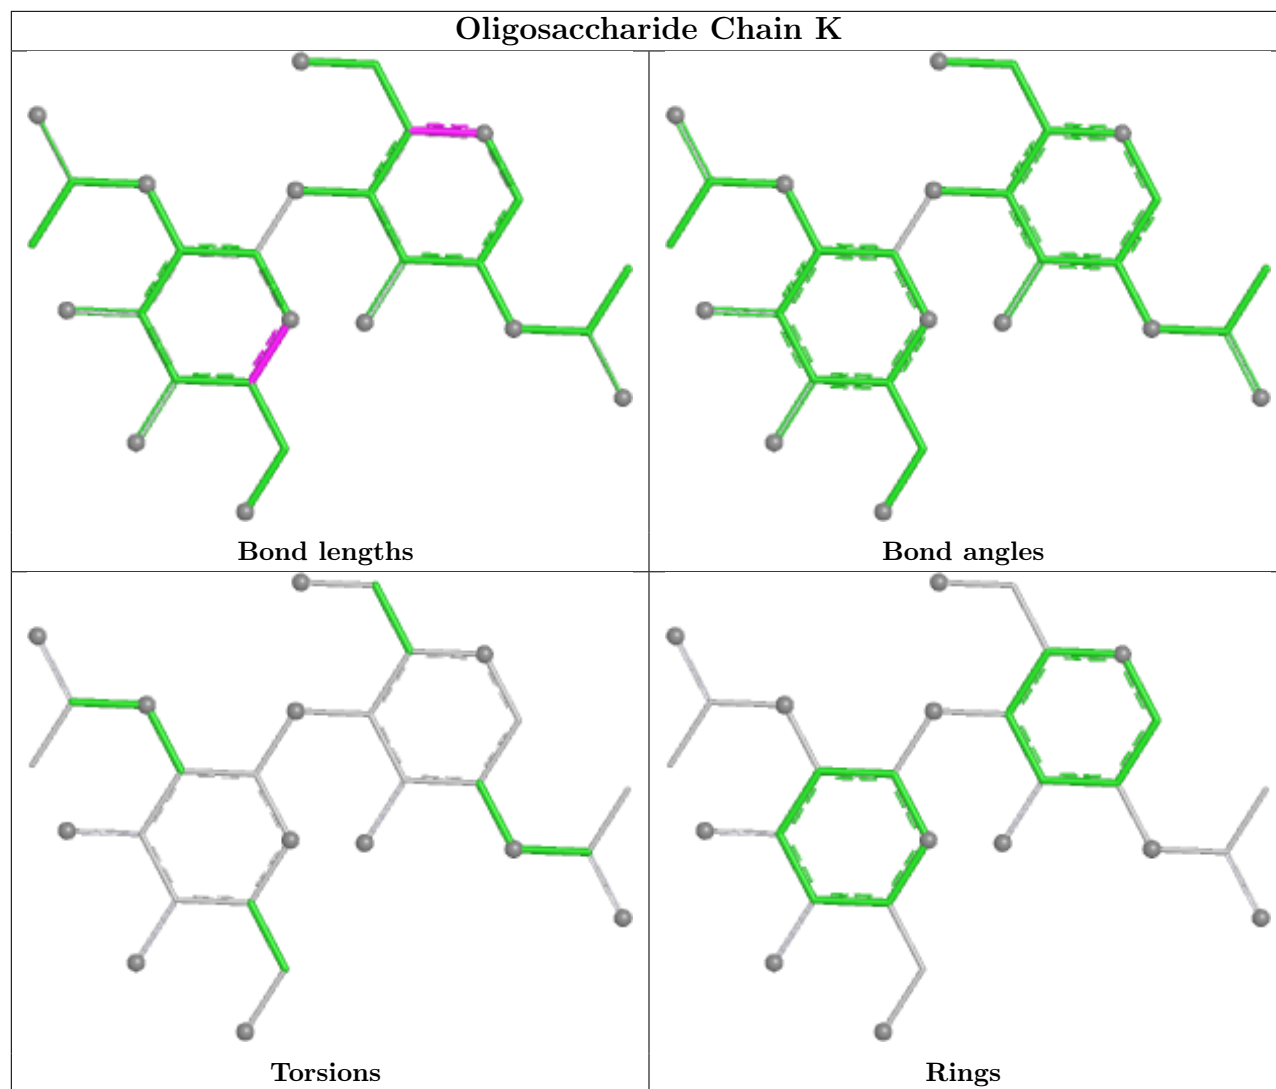 Oligosaccharide Chain K
Bond lengths
Bond angles
Torsions
Rings